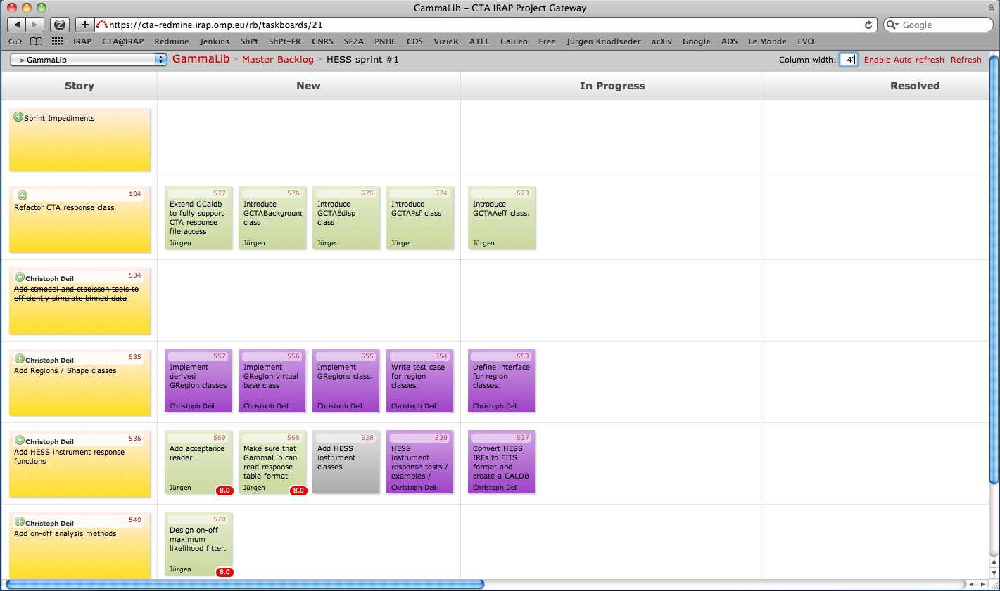 GammaLib – CTA IRAP Project Gateway
https://cta-redmine.irap.omp.eu/rb/taskboards/21
Google
IRAP CTA@IRAP Redmine Jenkins ShPt ShPt-FR CNRS SF2A PNHE CDS VizieR ATEL Galileo Free Jürgen Knödlseder arXiv Google ADS Le Monde EVO
» GammaLib
GammaLib > Master Backlog > HESS sprint #1
Column width: 4
Enable Auto-refresh Refresh
Story New In Progress Resolved
Sprint Impediments
104
Refactor CTA response class
577
Extend GCaldb
to fully support
CTA response
file access
Jürgen
576
Introduce
GCTABackground
class
Jürgen
575
Introduce
GCTAEdisp
class
Jürgen
574
Introduce
GCTAPsf class
Jürgen
573
Introduce
GCTAAeff class.
Jürgen
534
Christoph Deil
Add ctmodel and ctpoisson tools to
efficiently simulate binned data
535
Christoph Deil
Add Regions / Shape classes
557
Implement
derived
GRegion classes
Christoph Deil
556
Implement
GRegion virtual
base class
Christoph Deil
555
Implement
GRegions class.
Christoph Deil
554
Write test case
for region
classes.
Christoph Deil
553
Define interface
for region
classes.
Christoph Deil
536
Christoph Deil
Add HESS instrument response
functions
569
Add acceptance
reader
Jürgen
8.0
568
Make sure that
GammaLib can
read response
table format
Jürgen
8.0
538
Add HESS
instrument
classes
539
HESS
instrument
response tests /
examples /
Christoph Deil
537
Convert HESS
IRFs to FITS
format and
create a CALDB
Christoph Deil
540
Christoph Deil
Add on-off analysis methods
570
Design on-off
maximum
likelihood fitter.
Jürgen
8.0